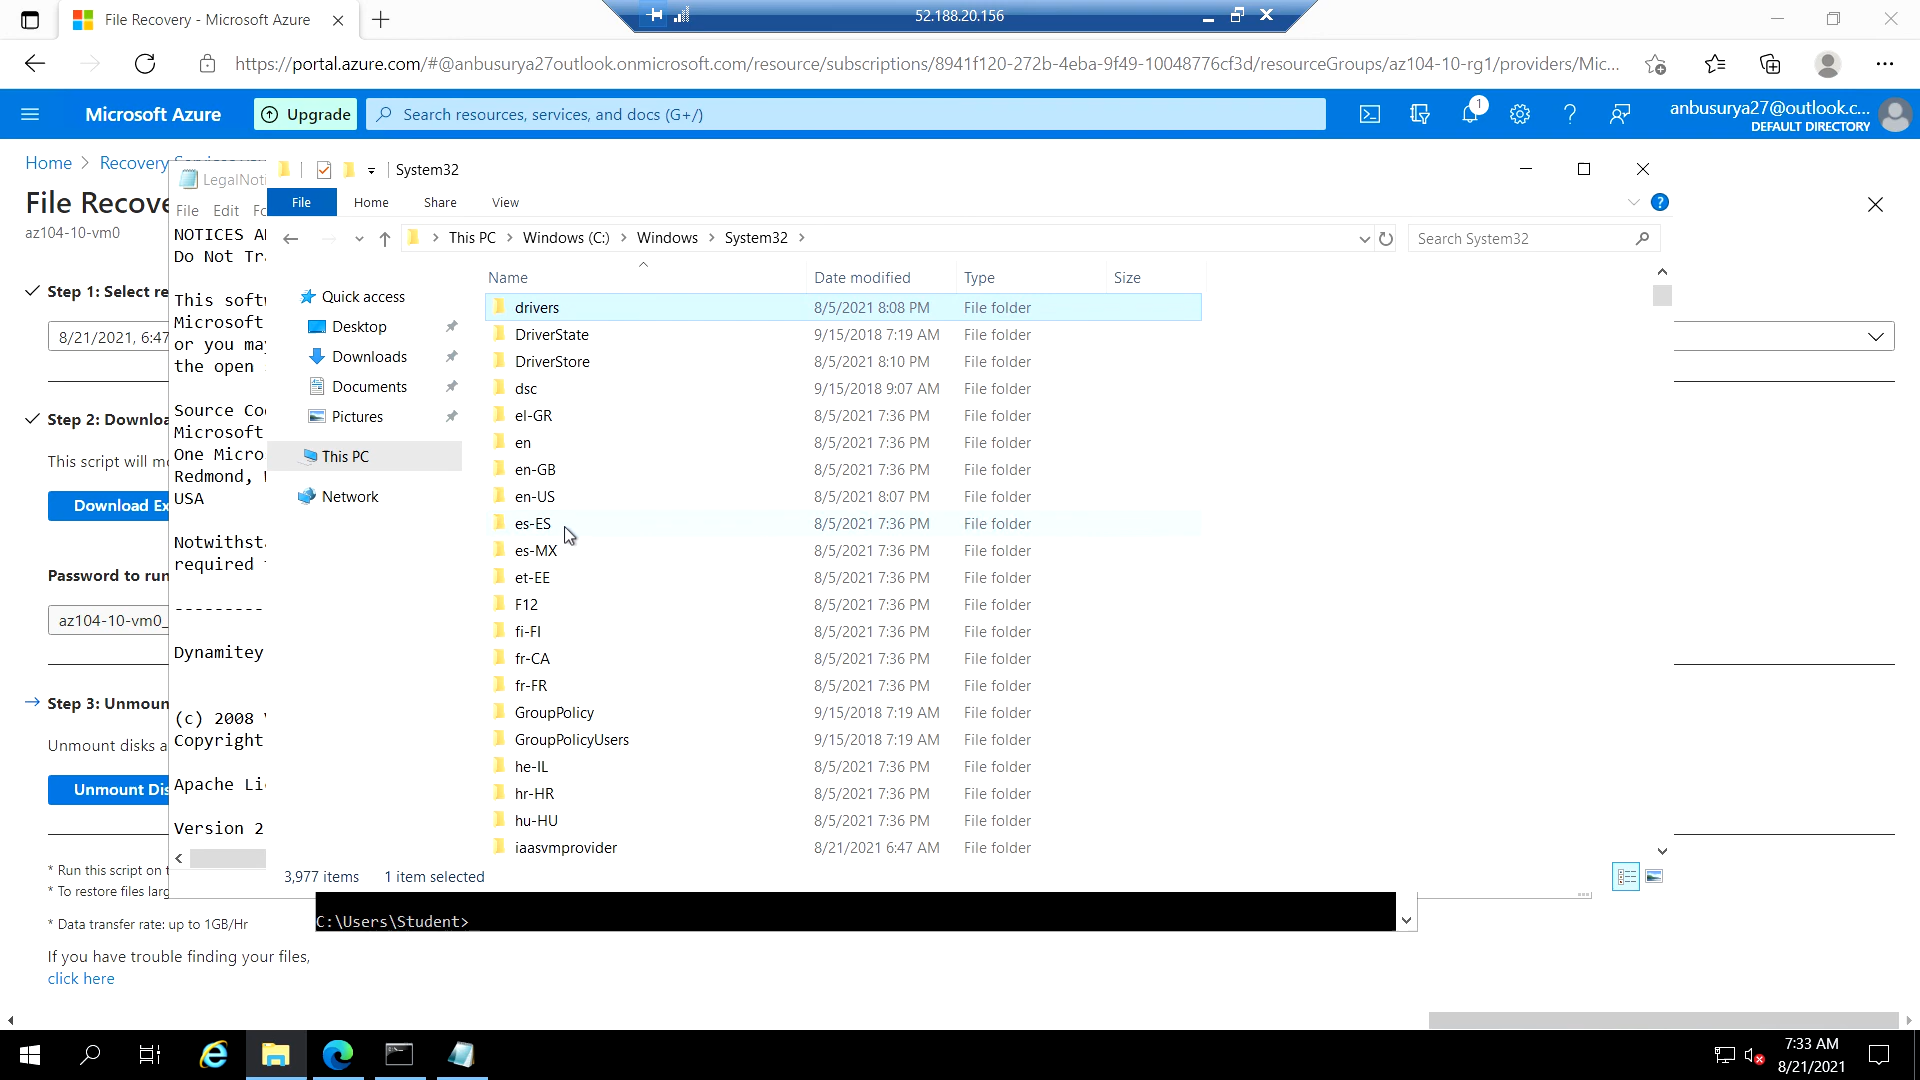 File Recovery - Microsoft Azure
52.188.20.156
https://portal.azure.com/#@anbusurya27outlook.onmicrosoft.com/resource/subscriptions/8941f120-272b-4eba-9f49-10048776cf3d/resourceGroups/az104-10-rg1/providers/Mic...
Microsoft Azure
Upgrade
Search resources, services, and docs (G+/)
1
anbusurya27@outlook.c...
DEFAULT DIRECTORY
Home > Recovery
File Recove
az104-10-vm0
Step 1: Select re
8/21/2021, 6:47
Step 2: Downloa
This script will mo
Download Ex
Password to run
az104-10-vm0_
Step 3: Unmoun
Unmount disks a
Unmount Dis
* Run this script on t
* To restore files larg
* Data transfer rate: up to 1GB/Hr
If you have trouble finding your files,
click here
LegalNoti
File Edit Fo
NOTICES A
Do Not Tra
This soft
Microsoft
or you may
the open
Source Co
Microsoft
One Micro
Redmond,
USA
Notwithst
required
---------
Dynamitey
(c) 2008
Copyright
Apache Li
Version 2
System32
File Home Share View
This PC > Windows (C:) > Windows > System32 >
Search System32
Quick access
Desktop
Downloads
Documents
Pictures
This PC
Network
Name Date modified Type Size
drivers 8/5/2021 8:08 PM File folder
DriverState 9/15/2018 7:19 AM File folder
DriverStore 8/5/2021 8:10 PM File folder
dsc 9/15/2018 9:07 AM File folder
el-GR 8/5/2021 7:36 PM File folder
en 8/5/2021 7:36 PM File folder
en-GB 8/5/2021 7:36 PM File folder
en-US 8/5/2021 8:07 PM File folder
es-ES 8/5/2021 7:36 PM File folder
es-MX 8/5/2021 7:36 PM File folder
et-EE 8/5/2021 7:36 PM File folder
F12 8/5/2021 7:36 PM File folder
fi-FI 8/5/2021 7:36 PM File folder
fr-CA 8/5/2021 7:36 PM File folder
fr-FR 8/5/2021 7:36 PM File folder
GroupPolicy 9/15/2018 7:19 AM File folder
GroupPolicyUsers 9/15/2018 7:19 AM File folder
he-IL 8/5/2021 7:36 PM File folder
hr-HR 8/5/2021 7:36 PM File folder
hu-HU 8/5/2021 7:36 PM File folder
iaasvmprovider 8/21/2021 6:47 AM File folder
3,977 items 1 item selected
C:\Users\Student>
7:33 AM
8/21/2021